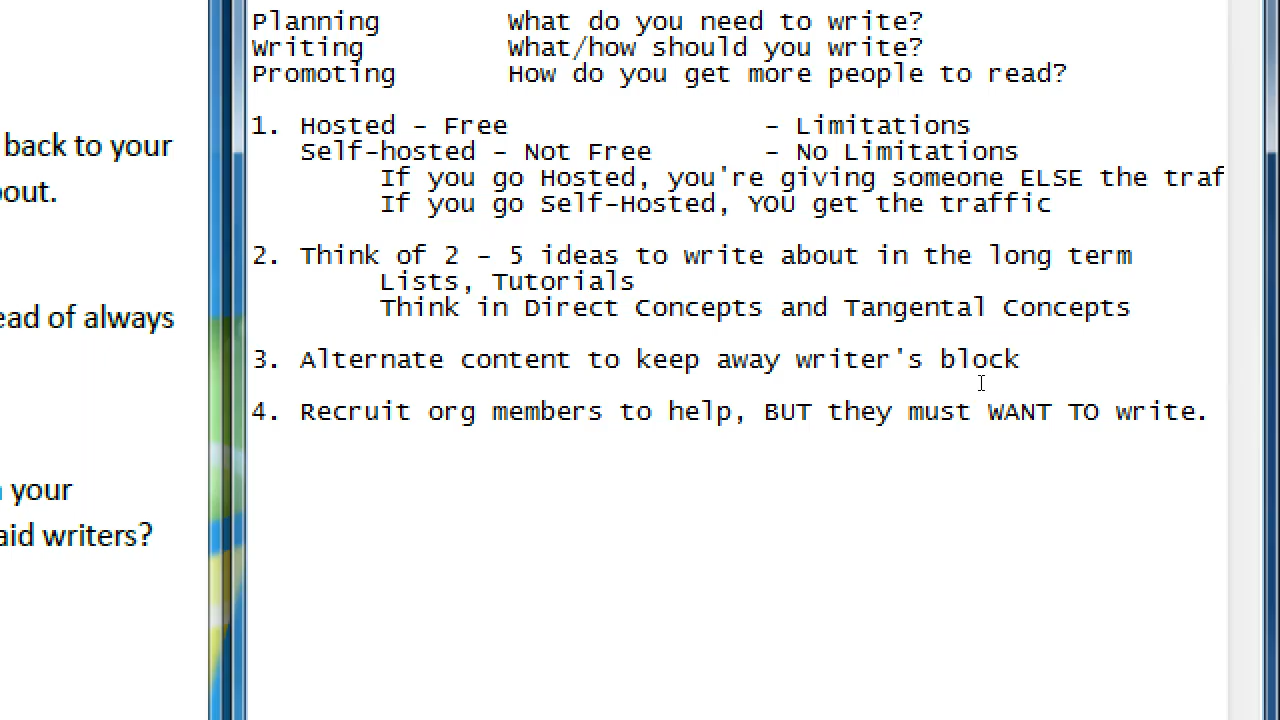 back to your
out.
ead of always
your
aid writers?
Planning What do you need to write?
Writing What/how should you write?
Promoting How do you get more people to read?
1. Hosted - Free - Limitations
Self-hosted - Not Free - No Limitations
If you go Hosted, you're giving someone ELSE the traf
If you go Self-Hosted, YOU get the traffic
2. Think of 2 - 5 ideas to write about in the long term
Lists, Tutorials
Think in Direct Concepts and Tangental Concepts
3. Alternate content to keep away writer's block
4. Recruit org members to help, BUT they must WANT TO write.